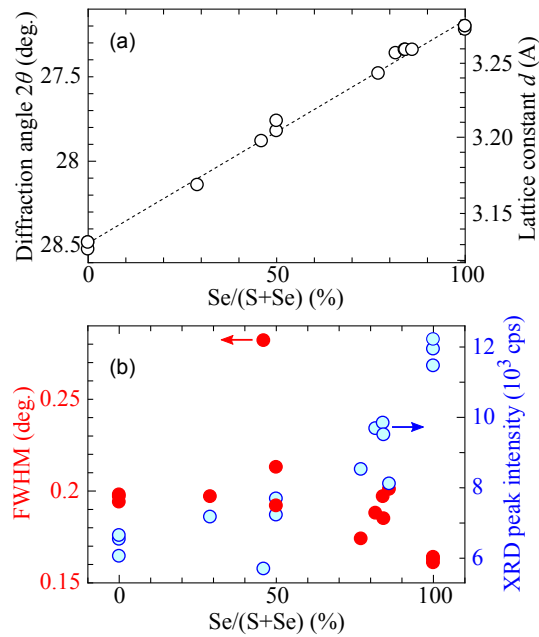 (a)
Diffraction angle 2θ (deg.)
27.5
28
28.5
Lattice constant d (A)
3.25
3.20
3.15
3.10
0
50
100
Se/(S+Se) (%)
(b)
FWHM (deg.)
0.25
0.2
0.15
XRD peak intensity (10³ cps)
12
10
8
6
0
50
100
Se/(S+Se) (%)